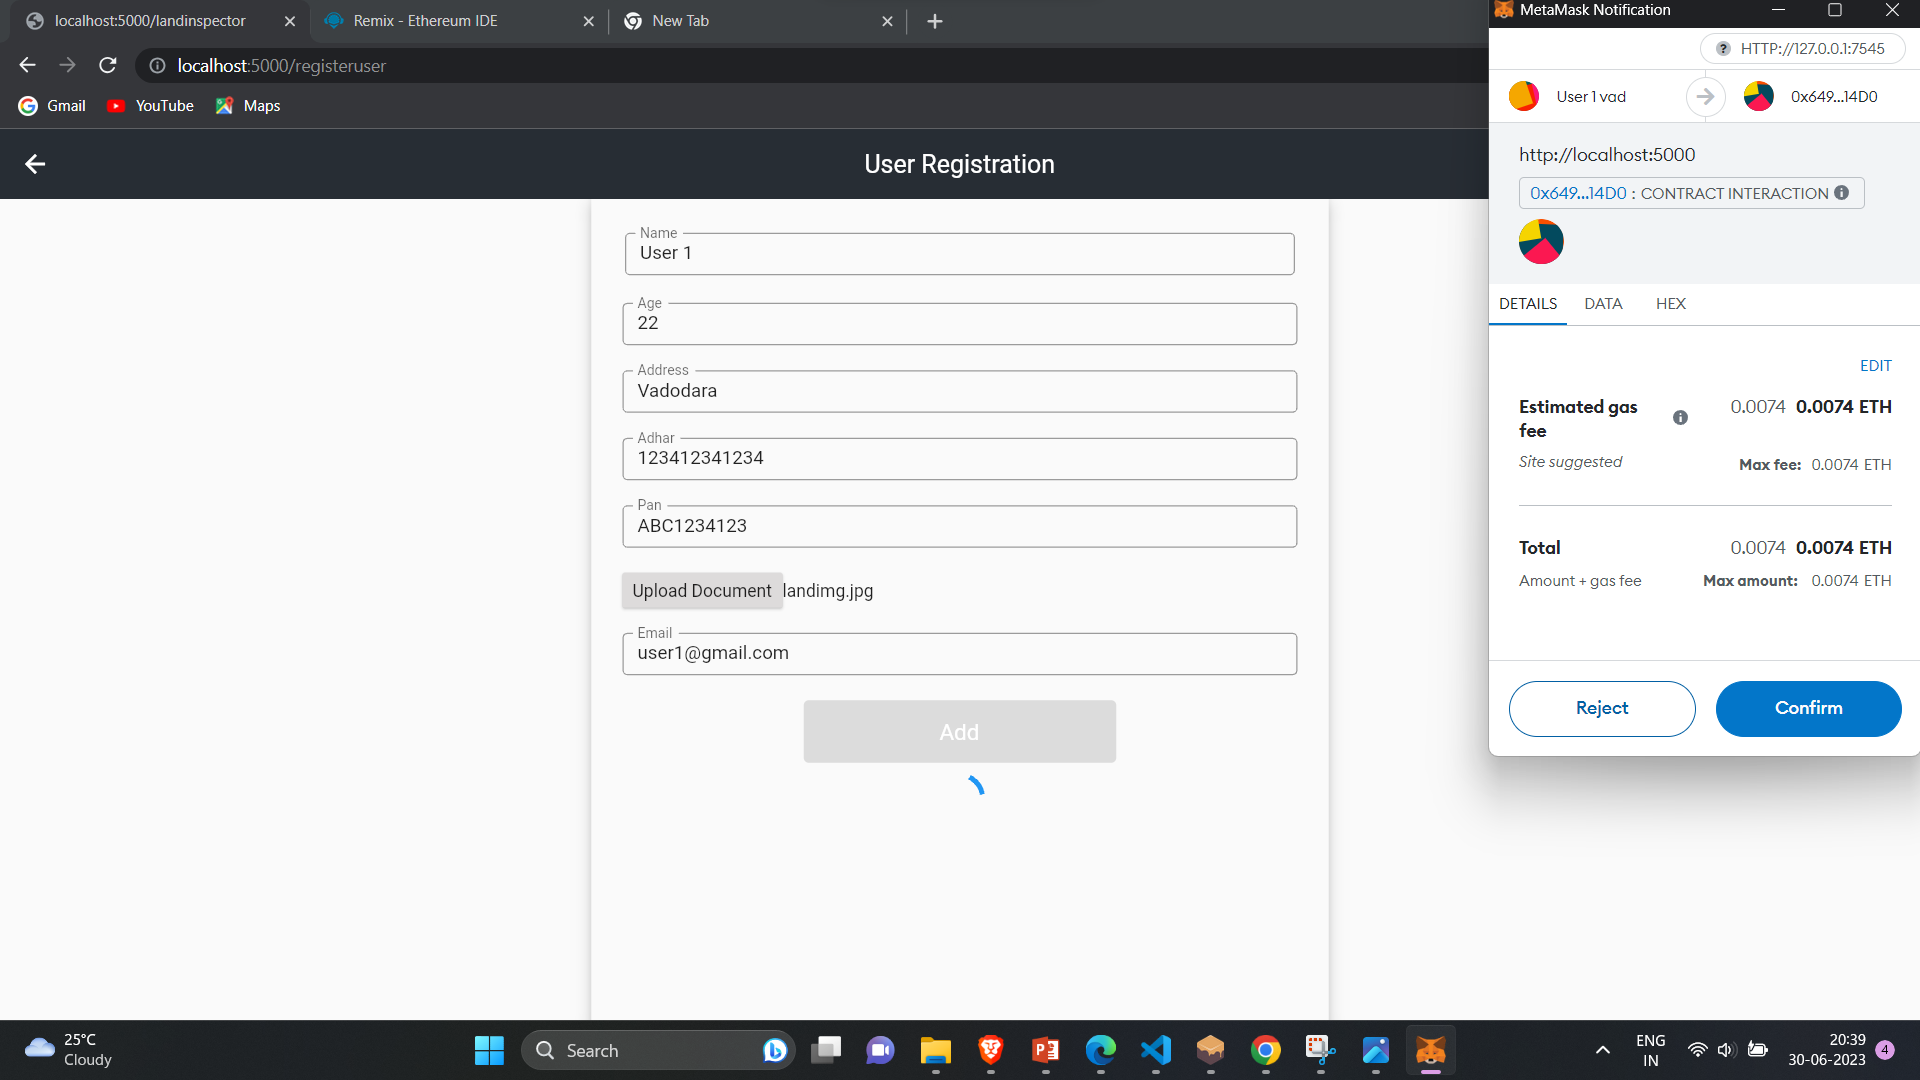 localhost:5000/landinspector
Remix - Ethereum IDE
New Tab
localhost:5000/registeruser
Gmail
YouTube
Maps
User Registration
Name
User 1
Age
22
Address
Vadodara
Adhar
123412341234
Pan
ABC1234123
Upload Document landimg.jpg
Email
user1@gmail.com
Add
MetaMask Notification
? HTTP://127.0.0.1:7545
User 1 vad
0x649...14D0
http://localhost:5000
0x649...14D0 : CONTRACT INTERACTION
DETAILS DATA HEX
EDIT
Estimated gas fee
0.0074 0.0074 ETH
Site suggested
Max fee: 0.0074 ETH
Total
0.0074 0.0074 ETH
Amount + gas fee
Max amount: 0.0074 ETH
Reject
Confirm
25°C
Cloudy
Search
ENG
IN
20:39
30-06-2023
4